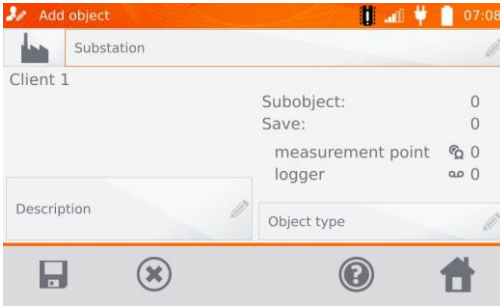 Add object 07:08
Substation
Client 1
Subobject: 0
Save: 0
measurement point 0
logger 0
Description
Object type